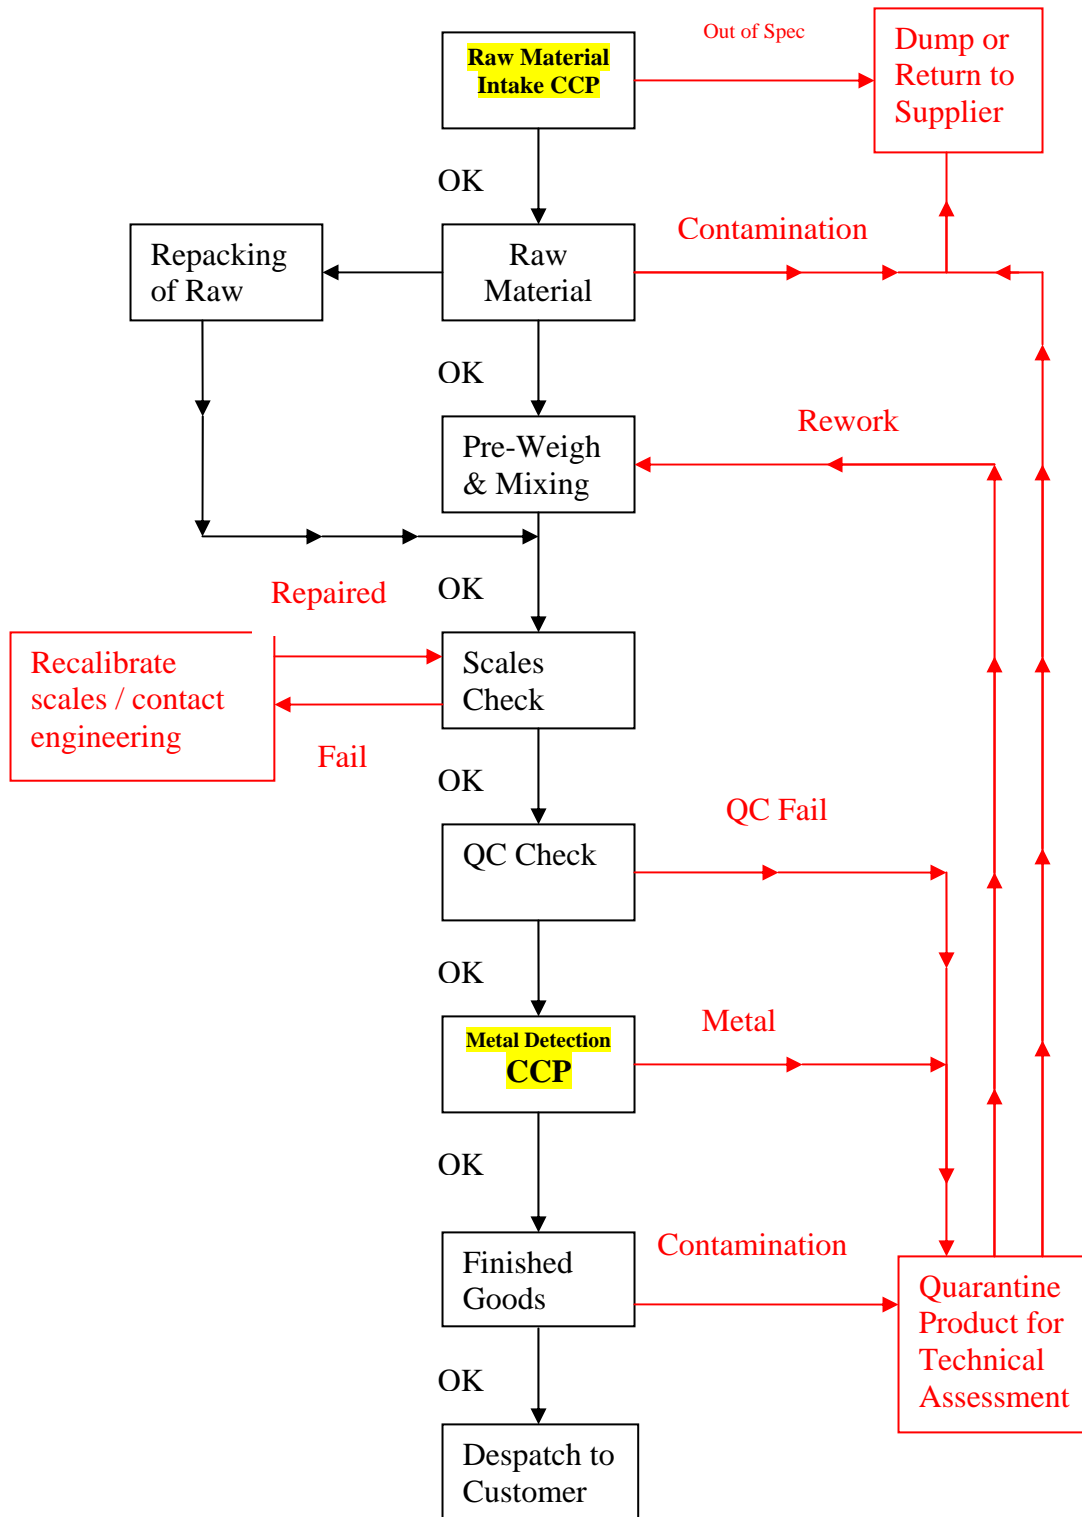 Raw Material
Intake CCP
Out of Spec
Dump or
Return to
Supplier
OK
Repacking
of Raw
Raw
Material
Contamination
OK
Pre-Weigh
& Mixing
Rework
OK
Repaired
Recalibrate
scales / contact
engineering
Scales
Check
Fail
OK
QC Check
QC Fail
OK
Metal Detection
CCP
Metal
OK
Finished
Goods
Contamination
Quarantine
Product for
Technical
Assessment
OK
Despatch to
Customer